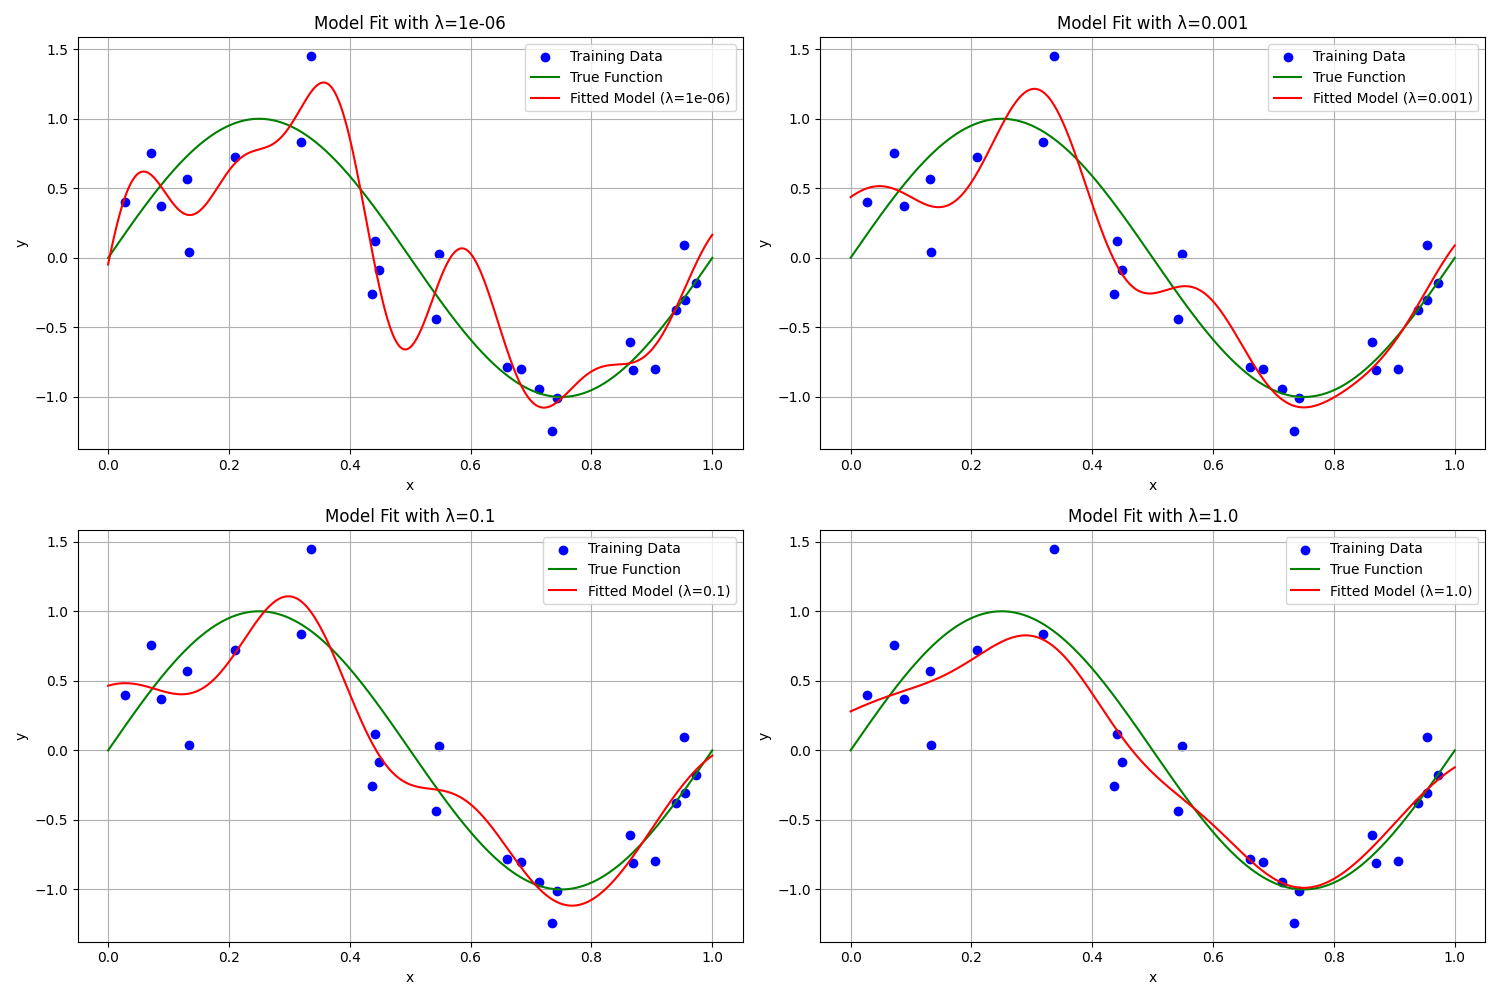 Model Fit with λ=1e-06
Training Data
True Function
Fitted Model (λ=1e-06)
1.5
1.0
0.5
0.0
−0.5
−1.0
y
0.0 0.2 0.4 0.6 0.8 1.0
x
Model Fit with λ=0.001
Training Data
True Function
Fitted Model (λ=0.001)
1.5
1.0
0.5
0.0
−0.5
−1.0
y
0.0 0.2 0.4 0.6 0.8 1.0
x
Model Fit with λ=0.1
Training Data
True Function
Fitted Model (λ=0.1)
1.5
1.0
0.5
0.0
−0.5
−1.0
y
0.0 0.2 0.4 0.6 0.8 1.0
x
Model Fit with λ=1.0
Training Data
True Function
Fitted Model (λ=1.0)
1.5
1.0
0.5
0.0
−0.5
−1.0
y
0.0 0.2 0.4 0.6 0.8 1.0
x